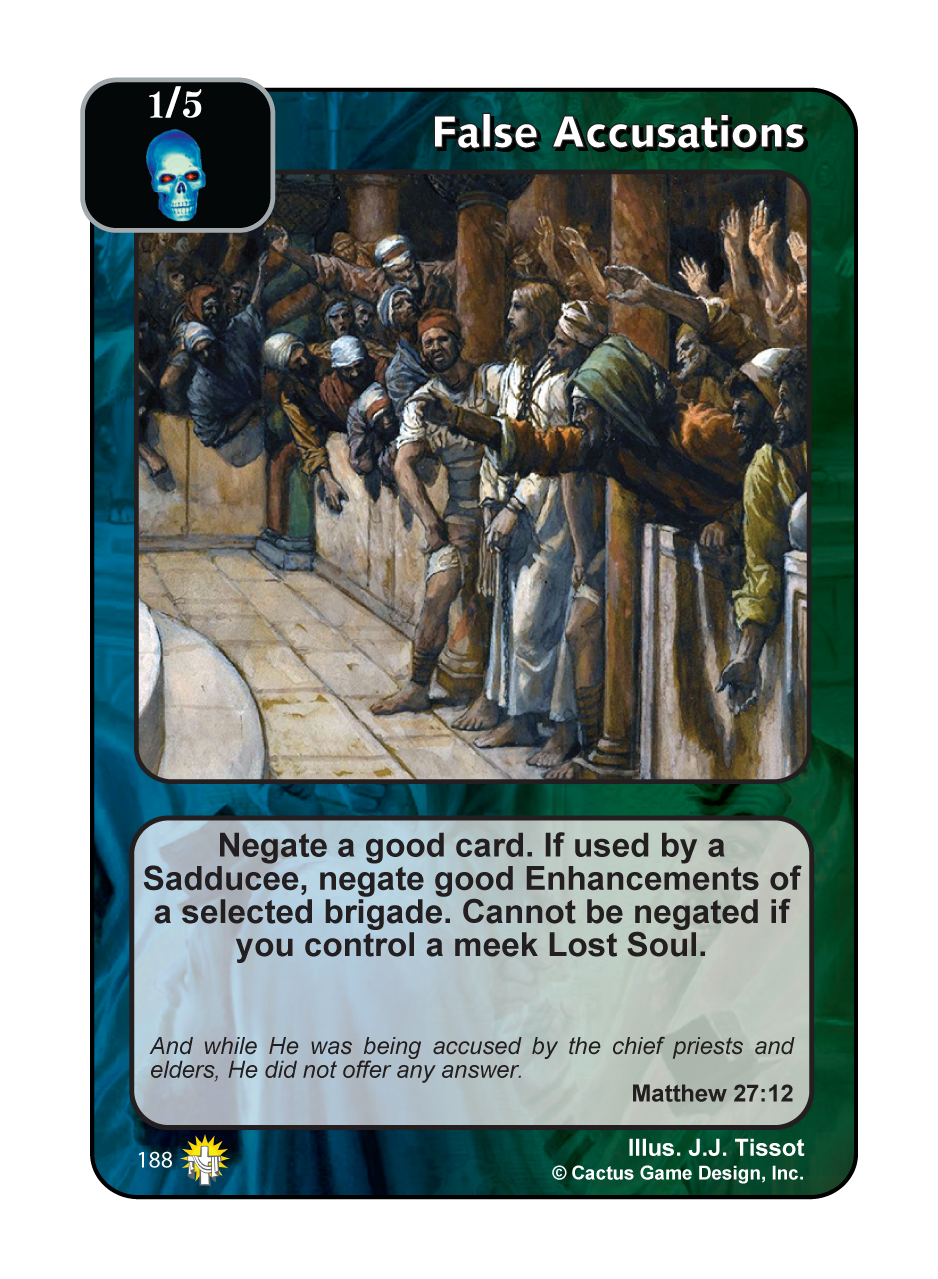 1/5
False Accusations
Negate a good card. If used by a
Sadducee, negate good Enhancements of
a selected brigade. Cannot be negated if
you control a meek Lost Soul.
And while He was being accused by the chief priests and
elders, He did not offer any answer.
Matthew 27:12
188
Illus. J.J. Tissot
© Cactus Game Design, Inc.